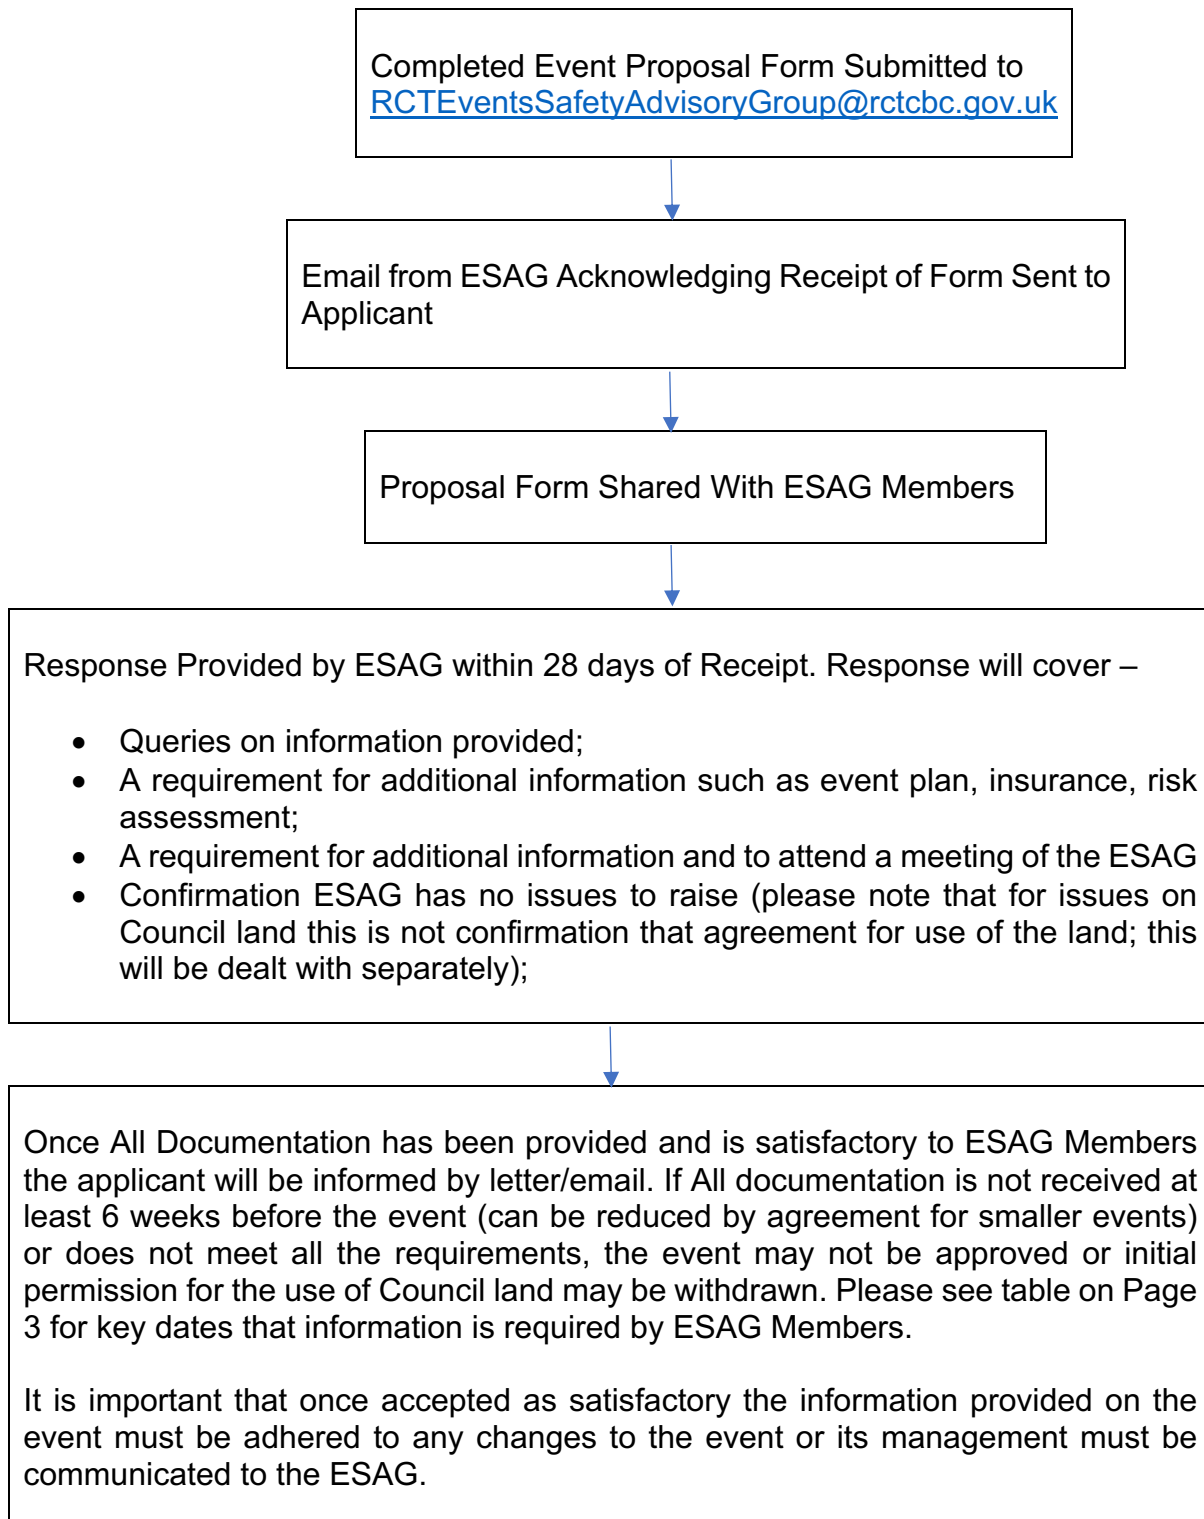 Completed Event Proposal Form Submitted to
RCTEventsSafetyAdvisoryGroup@rctcbc.gov.uk
Email from ESAG Acknowledging Receipt of Form Sent to
Applicant
Proposal Form Shared With ESAG Members
Response Provided by ESAG within 28 days of Receipt. Response will cover –
• Queries on information provided;
• A requirement for additional information such as event plan, insurance, risk
assessment;
• A requirement for additional information and to attend a meeting of the ESAG
• Confirmation ESAG has no issues to raise (please note that for issues on
Council land this is not confirmation that agreement for use of the land; this
will be dealt with separately);
Once All Documentation has been provided and is satisfactory to ESAG Members
the applicant will be informed by letter/email. If All documentation is not received at
least 6 weeks before the event (can be reduced by agreement for smaller events)
or does not meet all the requirements, the event may not be approved or initial
permission for the use of Council land may be withdrawn. Please see table on Page
3 for key dates that information is required by ESAG Members.
It is important that once accepted as satisfactory the information provided on the
event must be adhered to any changes to the event or its management must be
communicated to the ESAG.